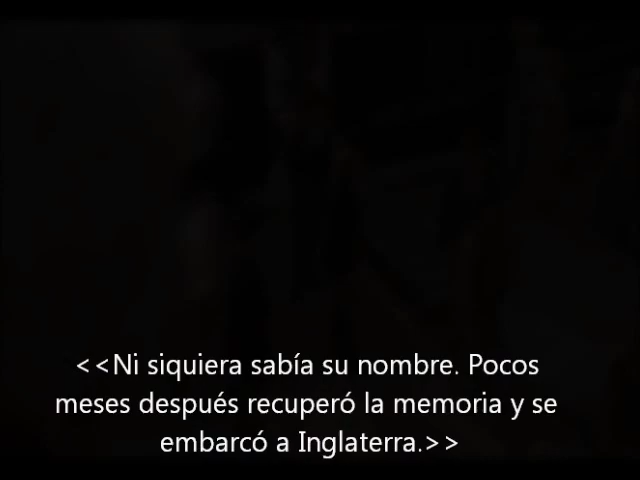 <<Ni siquiera sabía su nombre. Pocos
meses después recuperó la memoria y se
embarcó a Inglaterra.>>